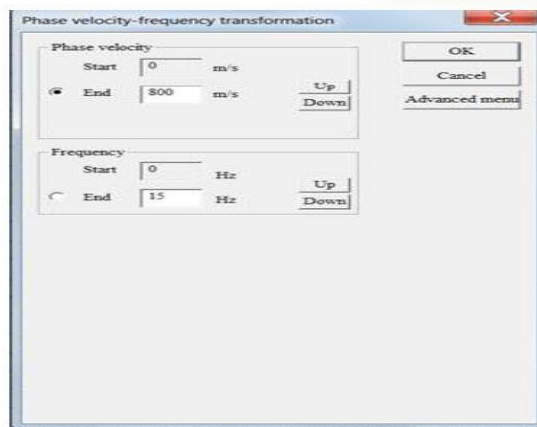 Phase velocity-frequency transformation
Phase velocity
Start 0 m/s
End 800 m/s
Up
Down
Frequency
Start 0 Hz
End 15 Hz
Up
Down
OK
Cancel
Advanced menu